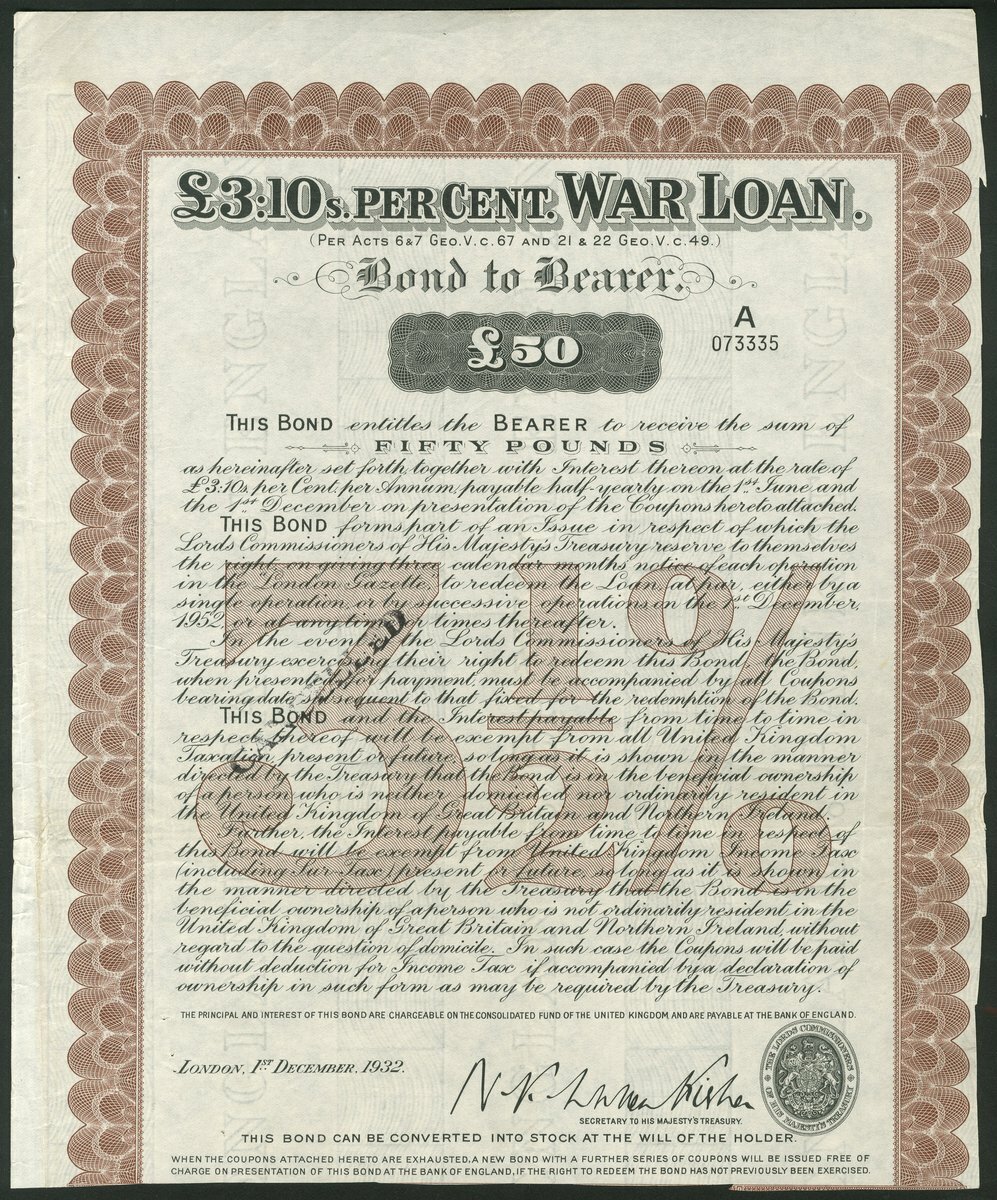 £3:10s. PER CENT. WAR LOAN.
(PER ACTS 6&7 GEO.V.C.67 AND 21 & 22 GEO.V.C.49.)
Bond to Bearer.
£50
A
073335
THIS BOND entitles the BEARER to receive the sum of
FIFTY POUNDS
as hereinafter set forth, together with Interest thereon at the rate of
£3:10s. per Cent. per Annum, payable half-yearly on the 1st June and
the 1st December on presentation of the Coupons hereto attached.
THIS BOND forms part of an Issue in respect of which the
Lords Commissioners of His Majesty's Treasury reserve to themselves
the right, on giving three calendar months notice of each operation
in the "London Gazette", to redeem the Loan at par, either by a
single operation, or by successive operations on the 1st December,
1952, or at any time or times thereafter.
In the event of the Lords Commissioners of His Majesty's
Treasury exercising their right to redeem this Bond, the Bond,
when presented for payment, must be accompanied by all Coupons
bearing date subsequent to that fixed for the redemption of the Bond.
THIS BOND and the Interest payable from time to time in
respect thereof will be exempt from all United Kingdom
Taxation, present or future, so long as it is shown in the manner
directed by the Treasury that the Bond is in the beneficial ownership
of a person who is neither domiciled nor ordinarily resident in
the United Kingdom of Great Britain and Northern Ireland.
Further, the Interest payable from time to time in respect of
this Bond will be exempt from United Kingdom Income Tax
(including Sur-Tax) present or future, so long as it is shown in
the manner directed by the Treasury that the Bond is in the
beneficial ownership of a person who is not ordinarily resident in the
United Kingdom of Great Britain and Northern Ireland, without
regard to the question of domicile. In such case the Coupons will be paid
without deduction for Income Tax if accompanied by a declaration of
ownership in such form as may be required by the Treasury.
3½%
CANCELLED
THE PRINCIPAL AND INTEREST OF THIS BOND ARE CHARGEABLE ON THE CONSOLIDATED FUND OF THE UNITED KINGDOM AND ARE PAYABLE AT THE BANK OF ENGLAND.
LONDON, 1ST DECEMBER, 1932.
SECRETARY TO HIS MAJESTY'S TREASURY.
THE LORDS COMMISSIONERS OF HIS MAJESTY'S TREASURY
THIS BOND CAN BE CONVERTED INTO STOCK AT THE WILL OF THE HOLDER.
WHEN THE COUPONS ATTACHED HERETO ARE EXHAUSTED, A NEW BOND WITH A FURTHER SERIES OF COUPONS WILL BE ISSUED FREE OF
CHARGE ON PRESENTATION OF THIS BOND AT THE BANK OF ENGLAND, IF THE RIGHT TO REDEEM THE BOND HAS NOT PREVIOUSLY BEEN EXERCISED.